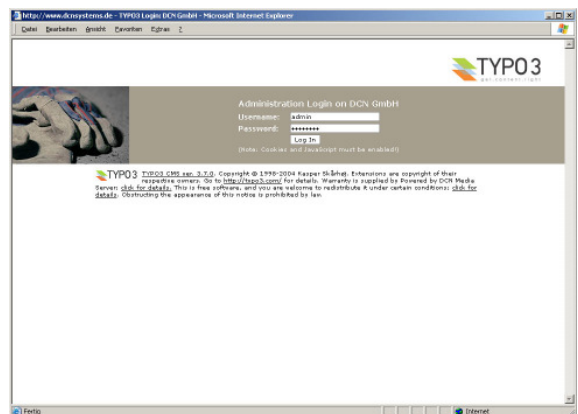 http://www.dcnsystems.de - TYPO3 Login: DCN GmbH - Microsoft Internet Explorer
Datei Bearbeiten Ansicht Favoriten Extras ?
TYPO3
get.content.right
Administration Login on DCN GmbH
Username: admin
Password: ********
Log In
(Note: Cookies and JavaScript must be enabled!)
TYPO3 TYPO3 CMS ver. 3.7.0. Copyright © 1998-2004 Kasper Skårhøj. Extensions are copyright of their
respective owners. Go to http://typo3.com/ for details. Warranty is supplied by Powered by DCN Media
Server; click for details. This is free software, and you are welcome to redistribute it under certain conditions; click for
details. Obstructing the appearance of this notice is prohibited by law.
Fertig Internet